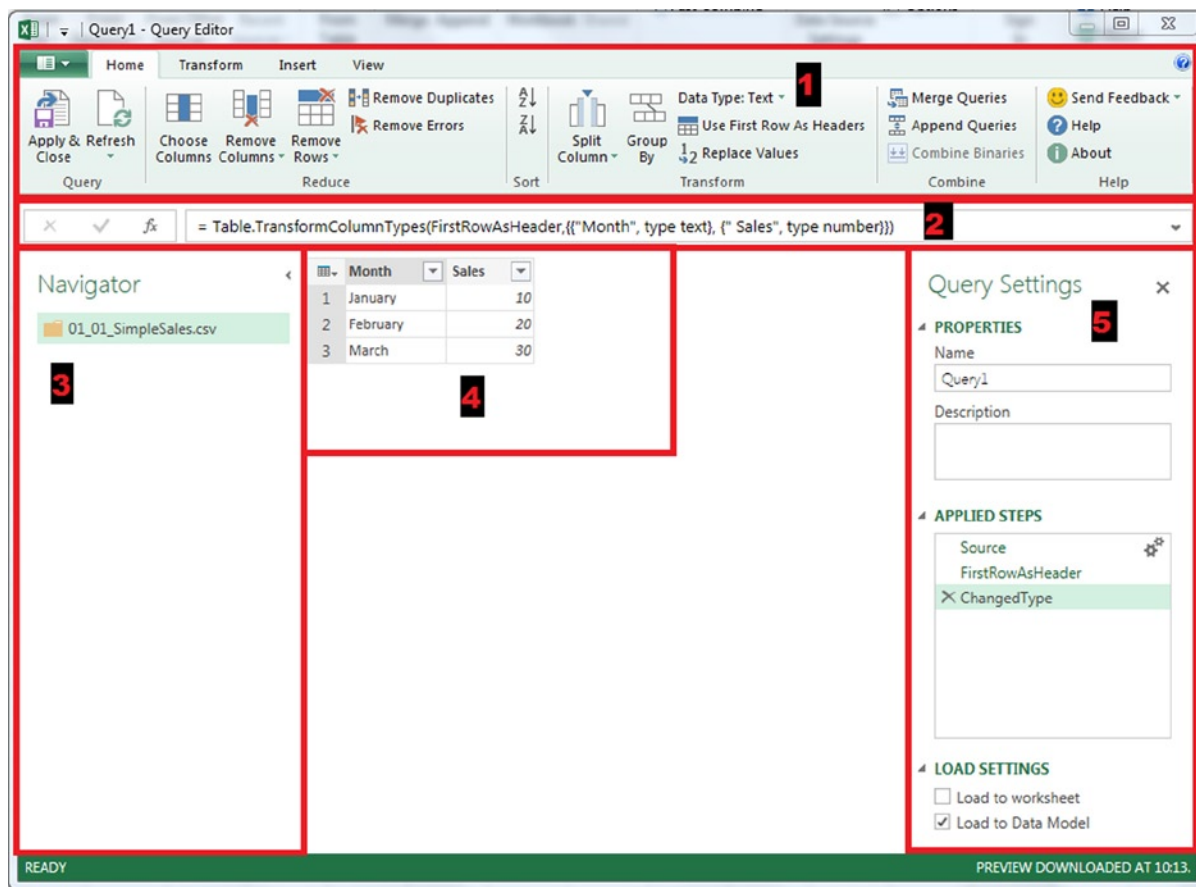 Query1 - Query Editor
Home Transform Insert View
1
Apply & Close
Refresh
Query
Choose Columns
Remove Columns
Remove Rows
Remove Duplicates
Remove Errors
Reduce
Sort
Split Column
Group By
Data Type: Text
Use First Row As Headers
1 2 Replace Values
Transform
Merge Queries
Append Queries
Combine Binaries
Combine
Send Feedback
Help
About
Help
fx = Table.TransformColumnTypes(FirstRowAsHeader,{{"Month", type text}, {" Sales", type number}})
2
Navigator
01_01_SimpleSales.csv
3
Month Sales
1 January 10
2 February 20
3 March 30
4
Query Settings
5
PROPERTIES
Name
Query1
Description
APPLIED STEPS
Source
FirstRowAsHeader
ChangedType
LOAD SETTINGS
Load to worksheet
Load to Data Model
READY
PREVIEW DOWNLOADED AT 10:13.